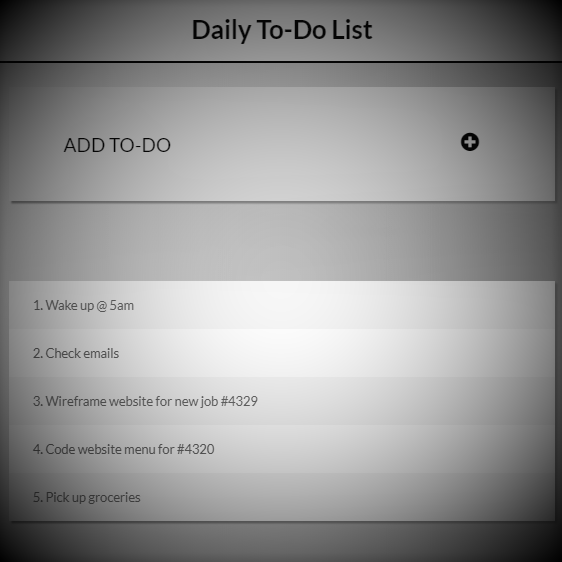 Daily To-Do List
ADD TO-DO
1. Wake up @ 5am
2. Check emails
3. Wireframe website for new job #4329
4. Code website menu for #4320
5. Pick up groceries